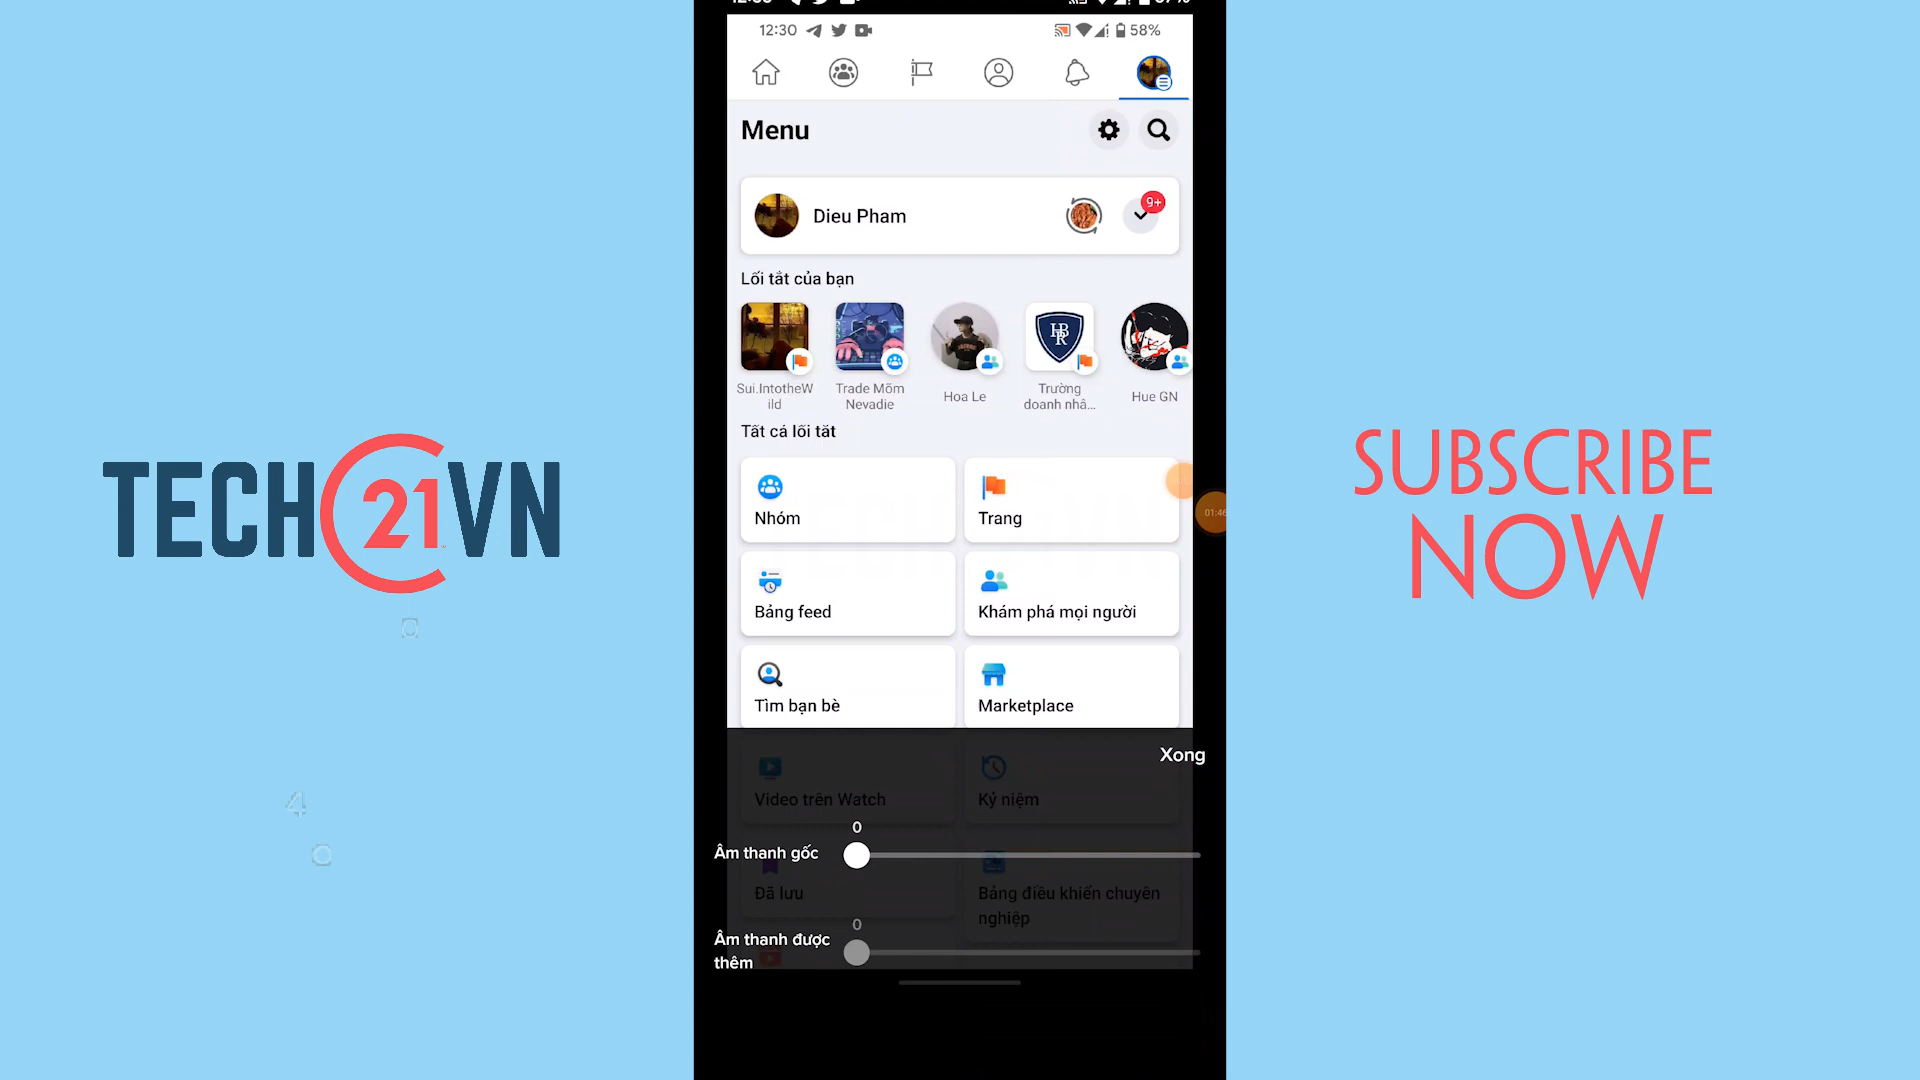 12:30
58%
Menu
Dieu Pham
9+
Lối tắt của bạn
Sui.IntotheW
ild
Trade Mõm
Nevadie
Hoa Le
HBR
Trường
doanh nhâ...
Hue GN
Tất cả lối tắt
Nhóm
Trang
1:46
Bảng feed
Khám phá mọi người
Tìm bạn bè
Marketplace
Xong
Video trên Watch
Kỷ niệm
0
Âm thanh gốc
Đã lưu
Bảng điều khiển chuyên
nghiệp
0
Âm thanh được
thêm
TECH21VN
SUBSCRIBE
NOW